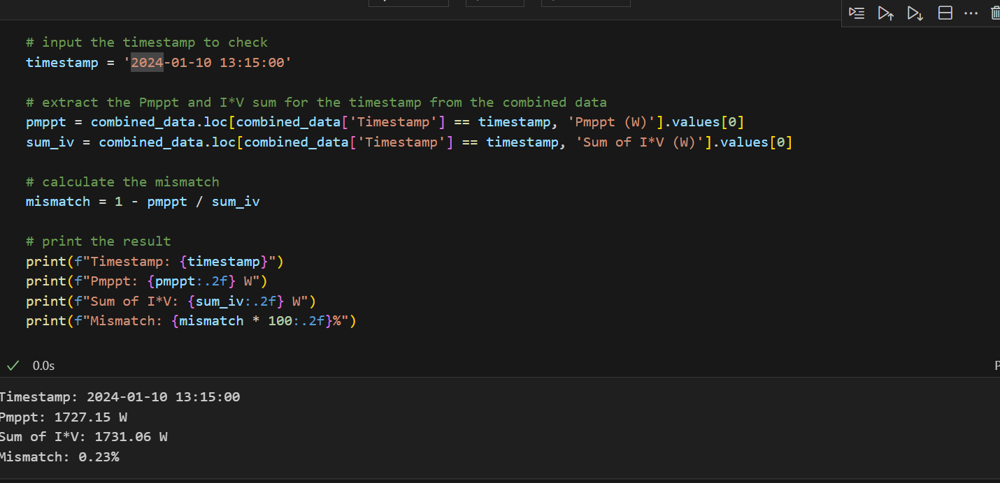 # input the timestamp to check
timestamp = '2024-01-10 13:15:00'
# extract the Pmppt and I*V sum for the timestamp from the combined data
pmppt = combined_data.loc[combined_data['Timestamp'] == timestamp, 'Pmppt (W)'].values[0]
sum_iv = combined_data.loc[combined_data['Timestamp'] == timestamp, 'Sum of I*V (W)'].values[0]
# calculate the mismatch
mismatch = 1 - pmppt / sum_iv
# print the result
print(f"Timestamp: {timestamp}")
print(f"Pmppt: {pmppt:.2f} W")
print(f"Sum of I*V: {sum_iv:.2f} W")
print(f"Mismatch: {mismatch * 100:.2f}%")
0.0s
Timestamp: 2024-01-10 13:15:00
Pmppt: 1727.15 W
Sum of I*V: 1731.06 W
Mismatch: 0.23%